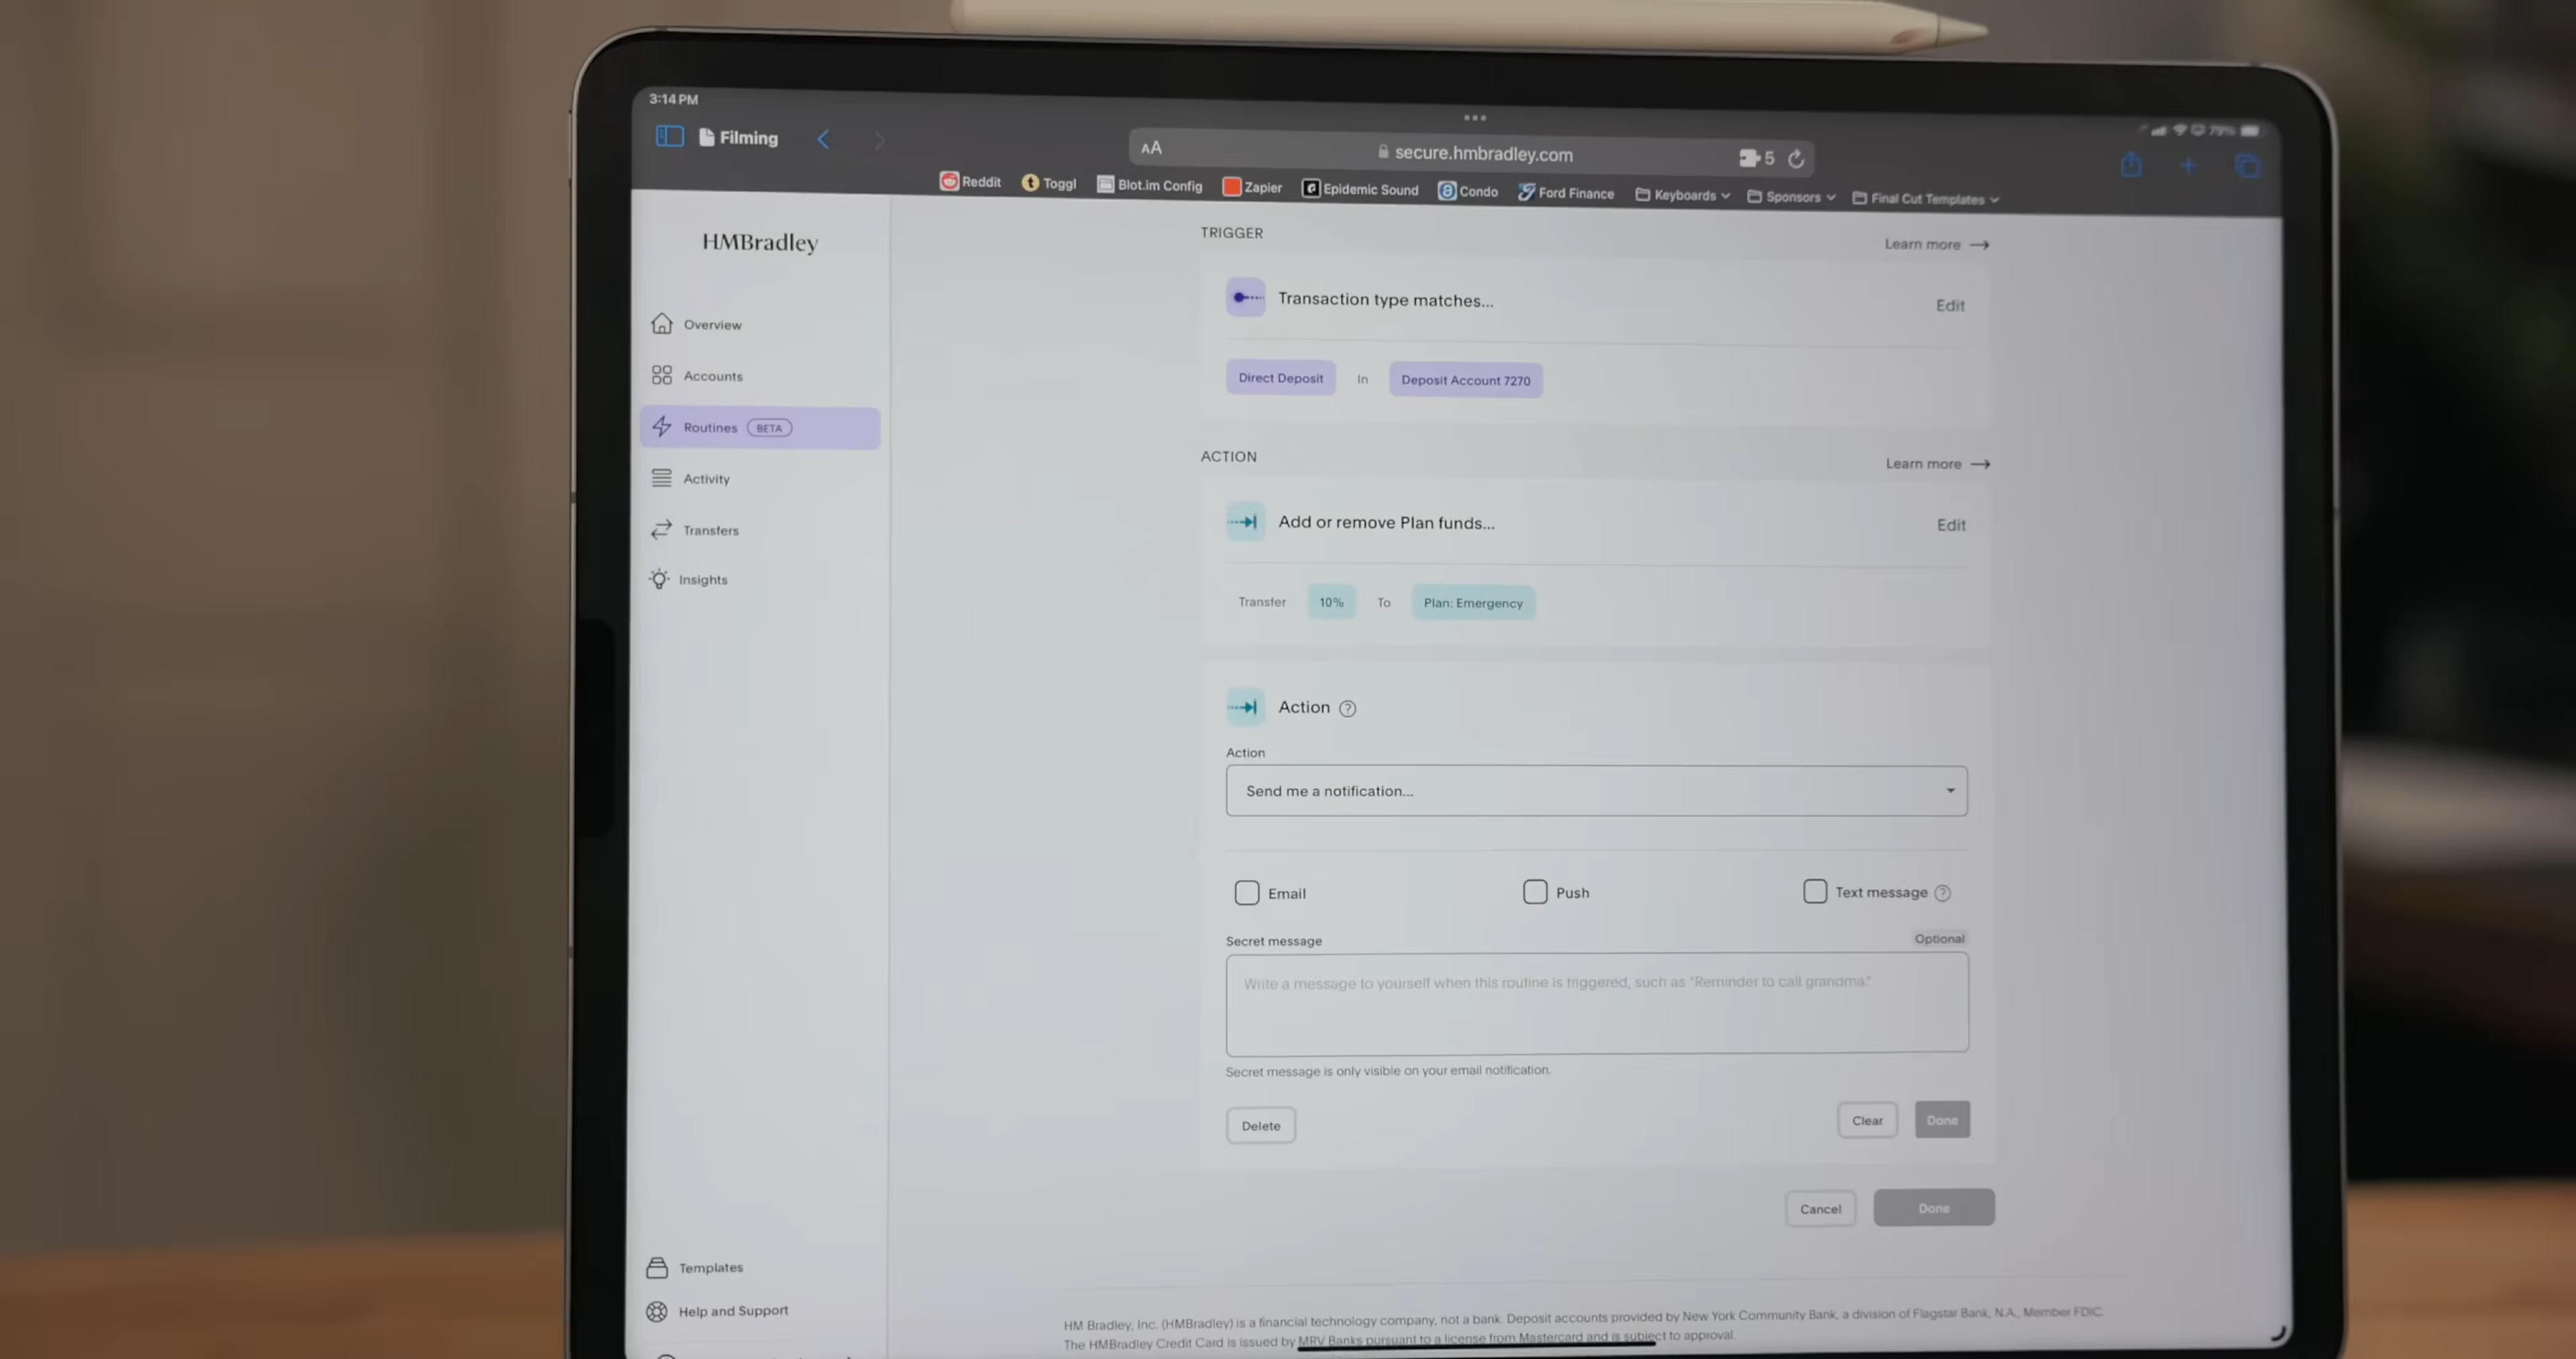 3:14 PM
79%
Filming
AA
secure.hmbradley.com
5
Reddit
Toggl
Blot.im Config
Zapier
Epidemic Sound
Condo
Ford Finance
Keyboards
Sponsors
Final Cut Templates
HMBradley
Overview
Accounts
Routines BETA
Activity
Transfers
Insights
Templates
Help and Support
TRIGGER
Learn more
Transaction type matches...
Edit
Direct Deposit In Deposit Account 7270
ACTION
Learn more
Add or remove Plan funds...
Edit
Transfer 10% To Plan: Emergency
Action ?
Action
Send me a notification...
Email
Push
Text message ?
Secret message
Optional
Write a message to yourself when this routine is triggered, such as "Reminder to call grandma."
Secret message is only visible on your email notification.
Delete
Clear
Done
Cancel
Done
HM Bradley, Inc. (HMBradley) is a financial technology company, not a bank. Deposit accounts provided by New York Community Bank, a division of Flagstar Bank, N.A., Member FDIC.
The HMBradley Credit Card is issued by MRV Banks pursuant to a license from Mastercard and is subject to approval.